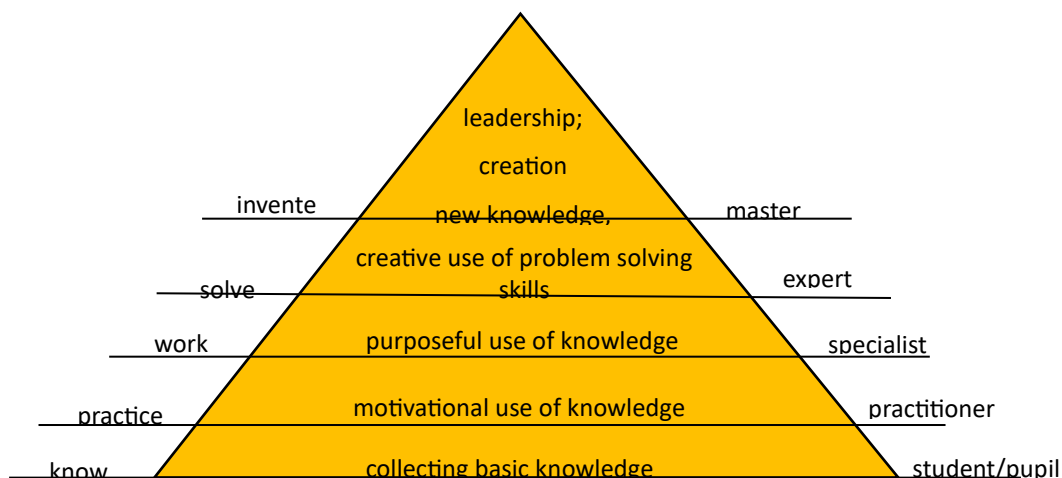 leadership;
creation
invente new knowledge, master
creative use of problem solving
solve skills expert
work purposeful use of knowledge specialist
practice motivational use of knowledge practitioner
know collecting basic knowledge student/pupil